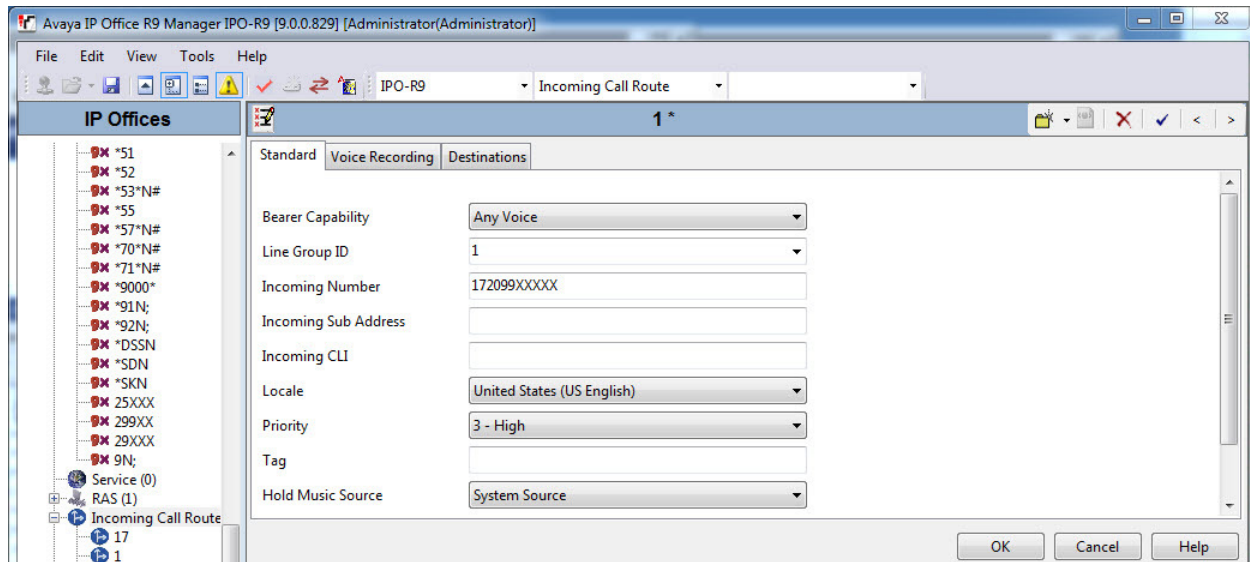 Avaya IP Office R9 Manager IPO-R9 [9.0.0.829] [Administrator(Administrator)]
File Edit View Tools Help
IPO-R9 Incoming Call Route
IP Offices
1 *
*51
*52
*53*N#
*55
*57*N#
*70*N#
*71*N#
*9000*
*91N;
*92N;
*DSSN
*SDN
*SKN
25XXX
299XX
29XXX
9N;
Service (0)
RAS (1)
Incoming Call Route
17
1
Standard Voice Recording Destinations
Bearer Capability Any Voice
Line Group ID 1
Incoming Number 172099XXXXX
Incoming Sub Address
Incoming CLI
Locale United States (US English)
Priority 3 - High
Tag
Hold Music Source System Source
OK Cancel Help